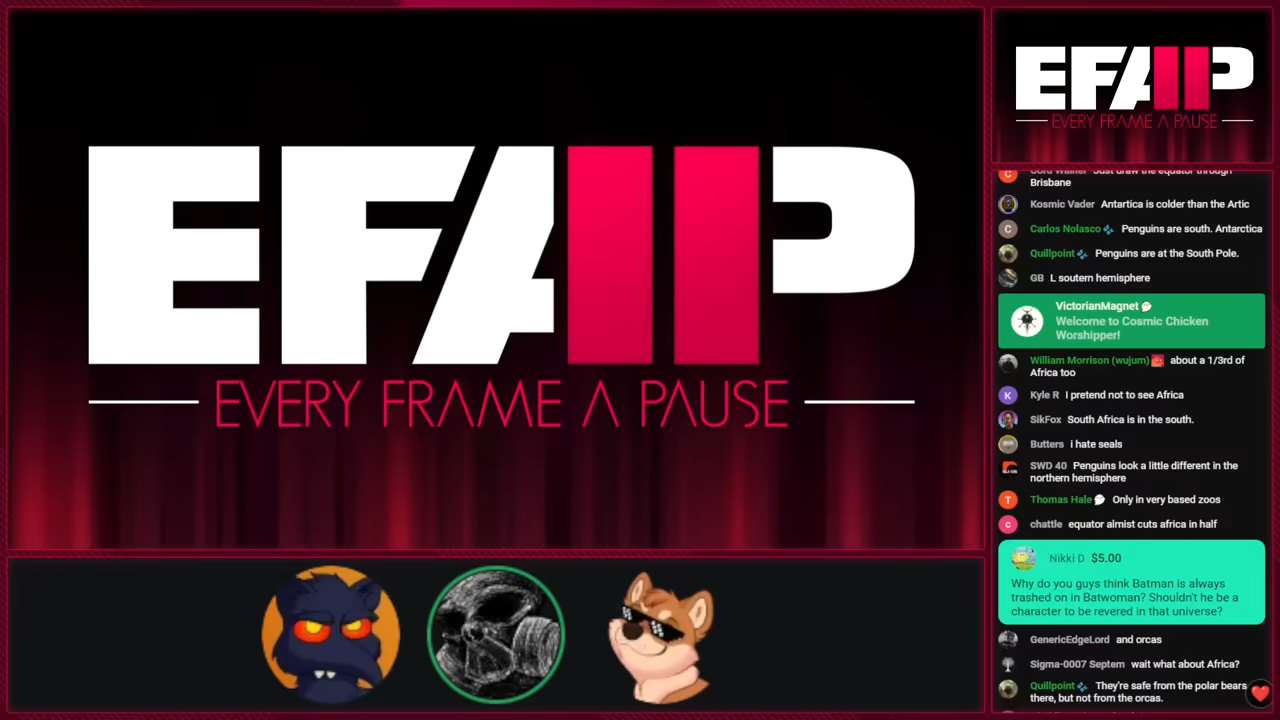 EFAP
EVERY FRAME A PAUSE
EFAP
EVERY FRAME A PAUSE
Just draw the equator through
Brisbane
Kosmic Vader Antartica is colder than the Artic
Carlos Nolasco Penguins are south. Antarctica
Quillpoint Penguins are at the South Pole.
GB L soutern hemisphere
VictorianMagnet
Welcome to Cosmic Chicken
Worshipper!
William Morrison (wujum) about a 1/3rd of
Africa too
K Kyle R I pretend not to see Africa
SikFox South Africa is in the south.
Butters i hate seals
SWD 40 Penguins look a little different in the
northern hemisphere
T Thomas Hale Only in very based zoos
c chattle equator almist cuts africa in half
Nikki D $5.00
Why do you guys think Batman is always
trashed on in Batwoman? Shouldn't he be a
character to be revered in that universe?
GenericEdgeLord and orcas
Sigma-0007 Septem wait what about Africa?
Quillpoint They're safe from the polar bears
there, but not from the orcas.